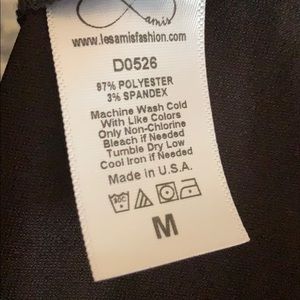 amis
www.lesamisfashion.com
D0526
97% POLYESTER
3% SPANDEX
Machine Wash Cold
With Like Colors
Only Non-Chlorine
Bleach if Needed
Tumble Dry Low
Cool Iron if Needed
Made in U.S.A.
M